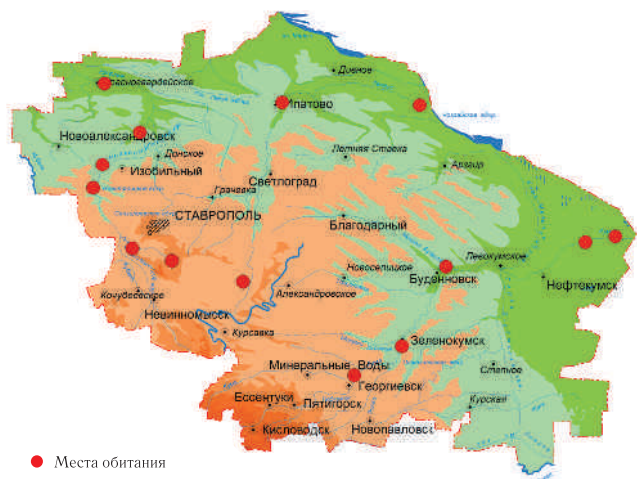 Дивное
Красногвардейское
Ипатово
Новоалександровск
Донское
Летняя Ставка
Арзгир
Изобильный
Светлоград
Грачевка
СТАВРОПОЛЬ
Благодарный
Левокумское
Новоселицкое
Буденновск
Нефтекумск
Кочубеевское
Александровское
Невинномысск
Курсавка
Зеленокумск
Минеральные Воды
Степное
Георгиевск
Ессентуки
Пятигорск
Курская
Кисловодск
Новопавловск
Места обитания